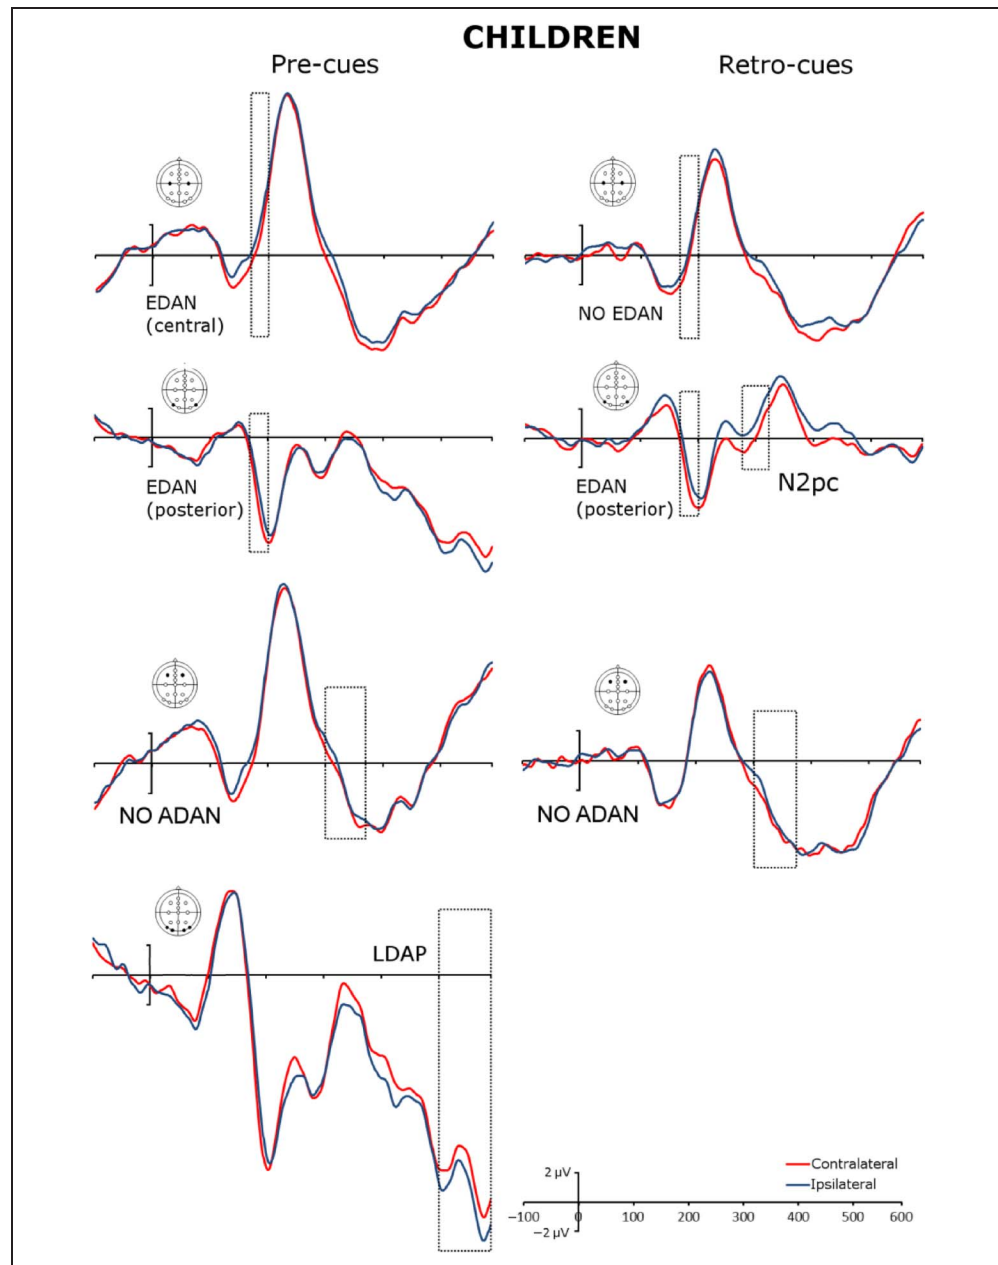 CHILDREN
Pre-cues
Retro-cues
EDAN
(central)
NO EDAN
EDAN
(posterior)
EDAN
(posterior)
N2pc
NO ADAN
NO ADAN
LDAP
2 μV
−2 μV
−100 0 100 200 300 400 500 600
Contralateral
Ipsilateral